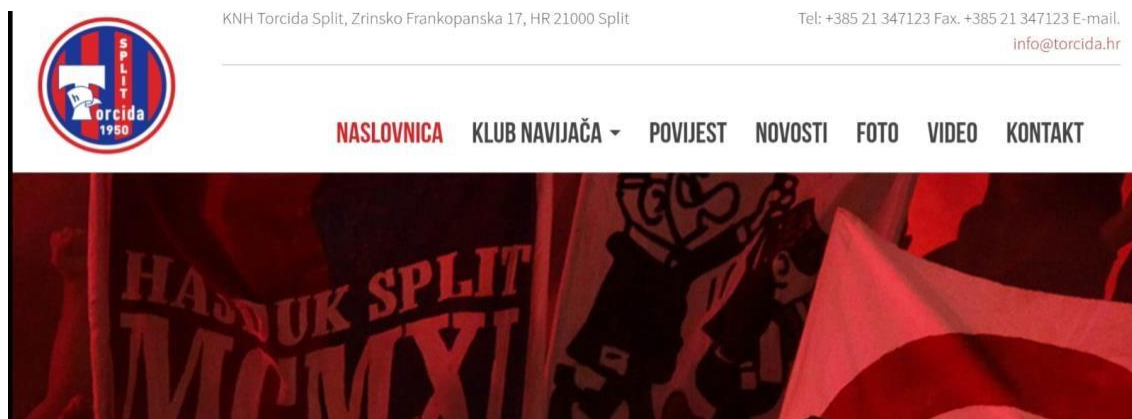 KNH Torcida Split, Zrinsko Frankopanska 17, HR 21000 Split
Tel: +385 21 347123 Fax. +385 21 347123 E-mail.
info@torcida.hr
SPLIT
orcida
1950
NASLOVNICA KLUB NAVIJAČA POVIJEST NOVOSTI FOTO VIDEO KONTAKT
HAJDUK SPLIT
MCMXI